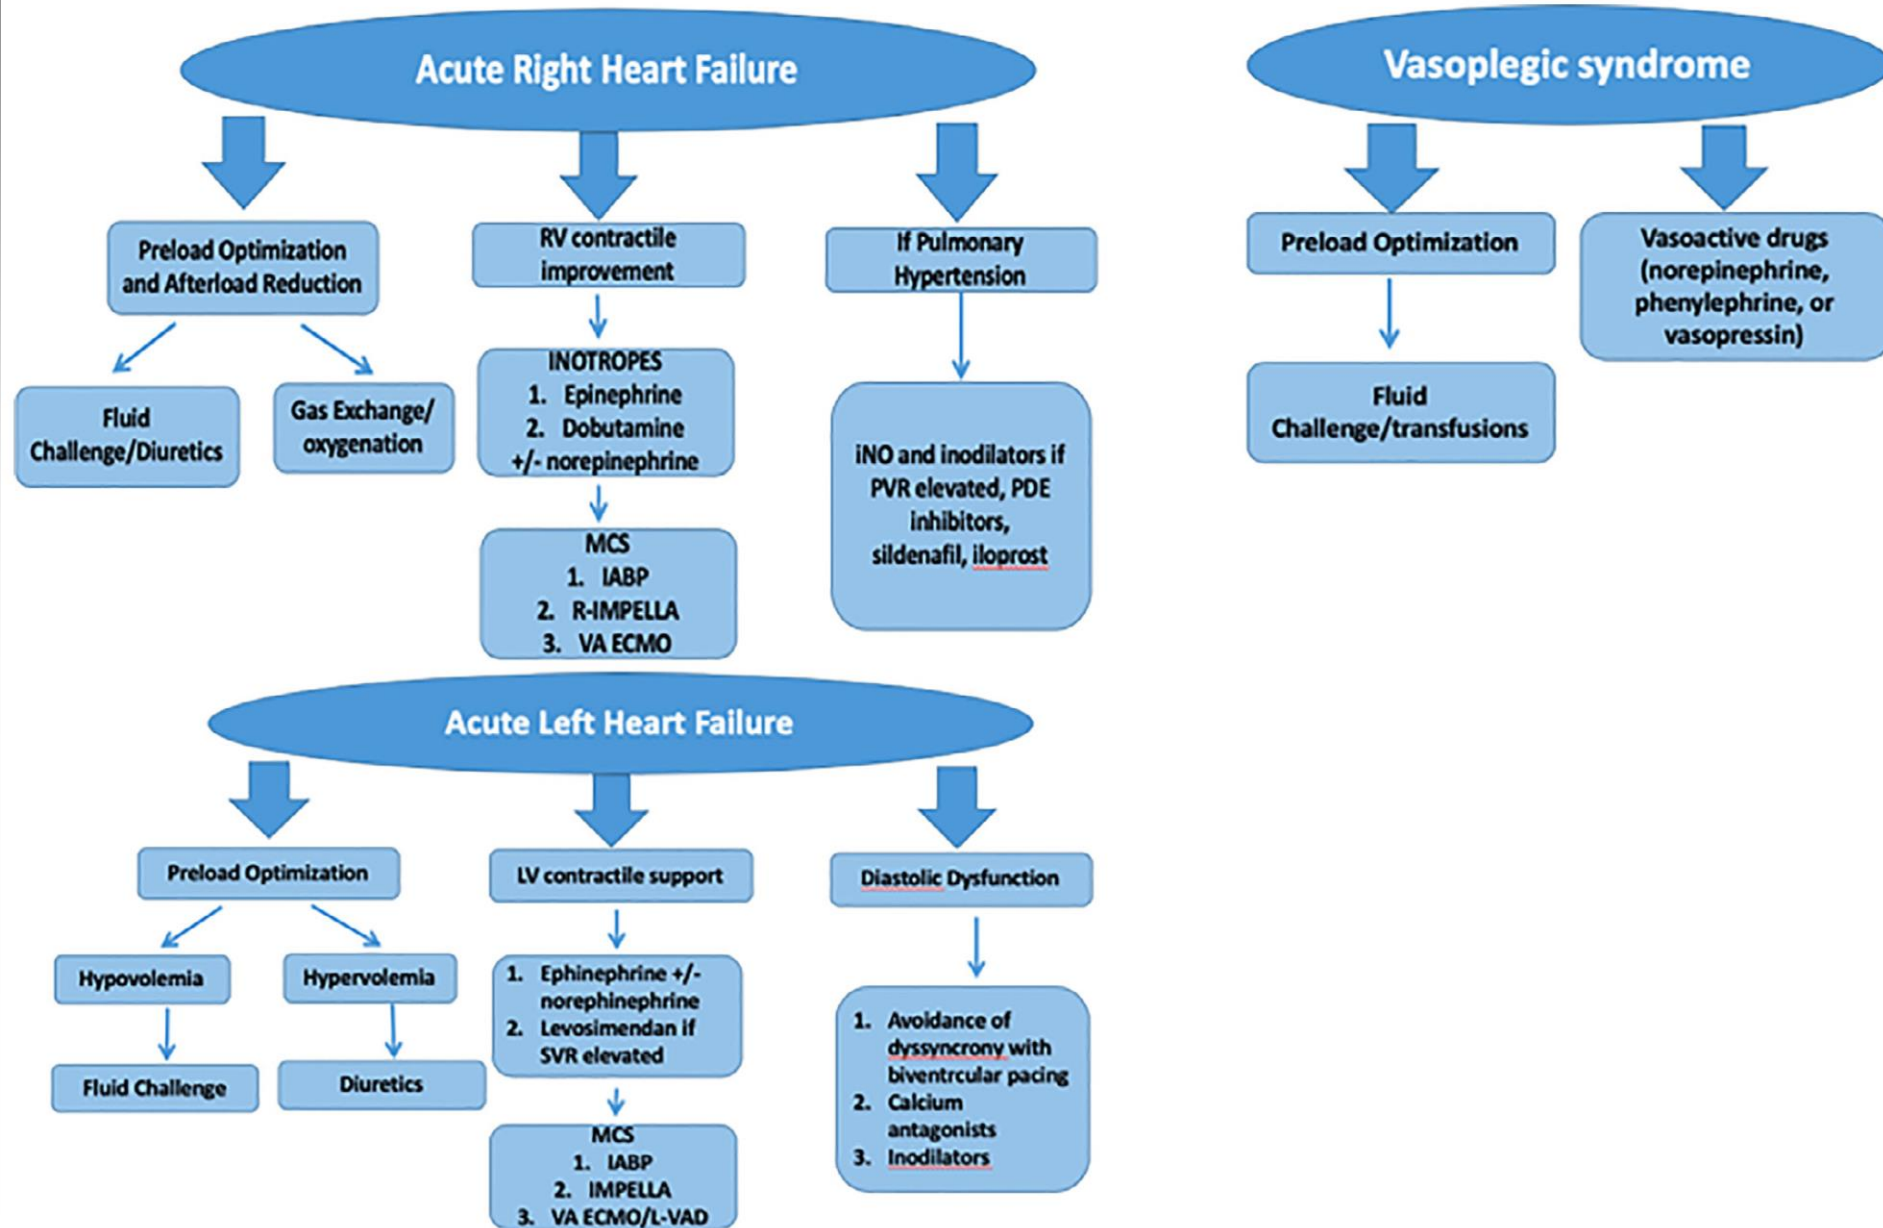 Acute Right Heart Failure
Preload Optimization
and Afterload Reduction
Fluid
Challenge/Diuretics
Gas Exchange/
oxygenation
RV contractile
improvement
INOTROPES
1. Epinephrine
2. Dobutamine
+/- norepinephrine
MCS
1. IABP
2. R-IMPELLA
3. VA ECMO
If Pulmonary
Hypertension
iNO and inodilators if
PVR elevated, PDE
inhibitors,
sildenafil, iloprost
Vasoplegic syndrome
Preload Optimization
Fluid
Challenge/transfusions
Vasoactive drugs
(norepinephrine,
phenylephrine, or
vasopressin)
Acute Left Heart Failure
Preload Optimization
Hypovolemia
Fluid Challenge
Hypervolemia
Diuretics
LV contractile support
1. Ephinephrine +/-
norephinephrine
2. Levosimendan if
SVR elevated
MCS
1. IABP
2. IMPELLA
3. VA ECMO/L-VAD
Diastolic Dysfunction
1. Avoidance of
dyssyncrony with
biventrcular pacing
2. Calcium
antagonists
3. Inodilators